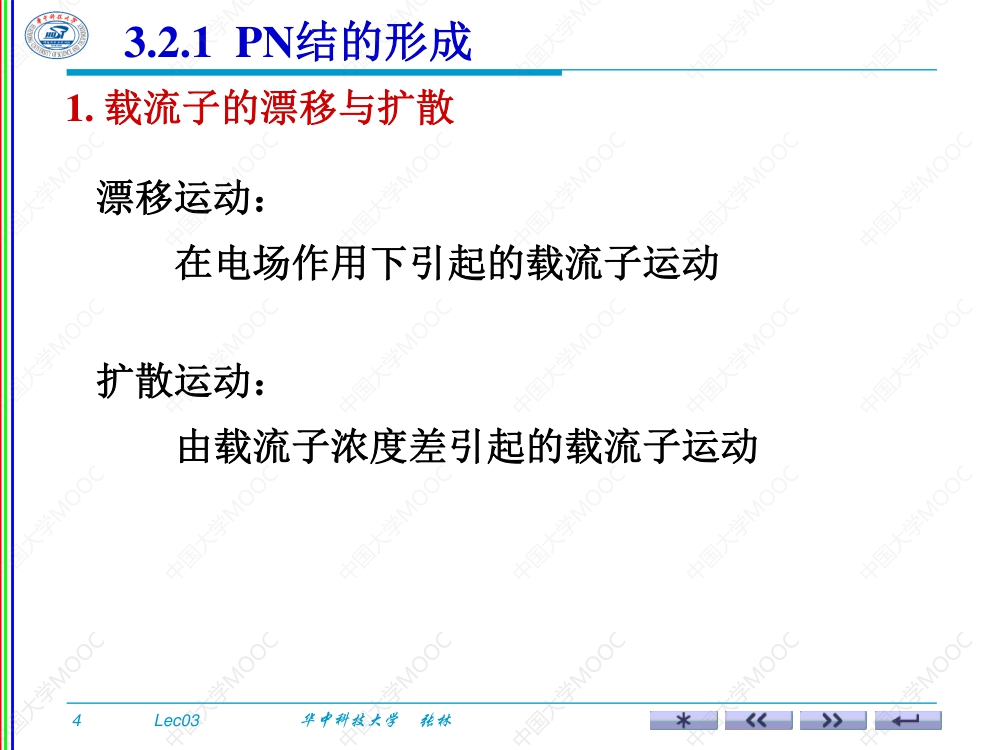 3.2.1 PN结的形成
1. 载流子的漂移与扩散
漂移运动：
在电场作用下引起的载流子运动
扩散运动：
由载流子浓度差引起的载流子运动
4 Lec03 华中科技大学 张林
中国大学MOOC